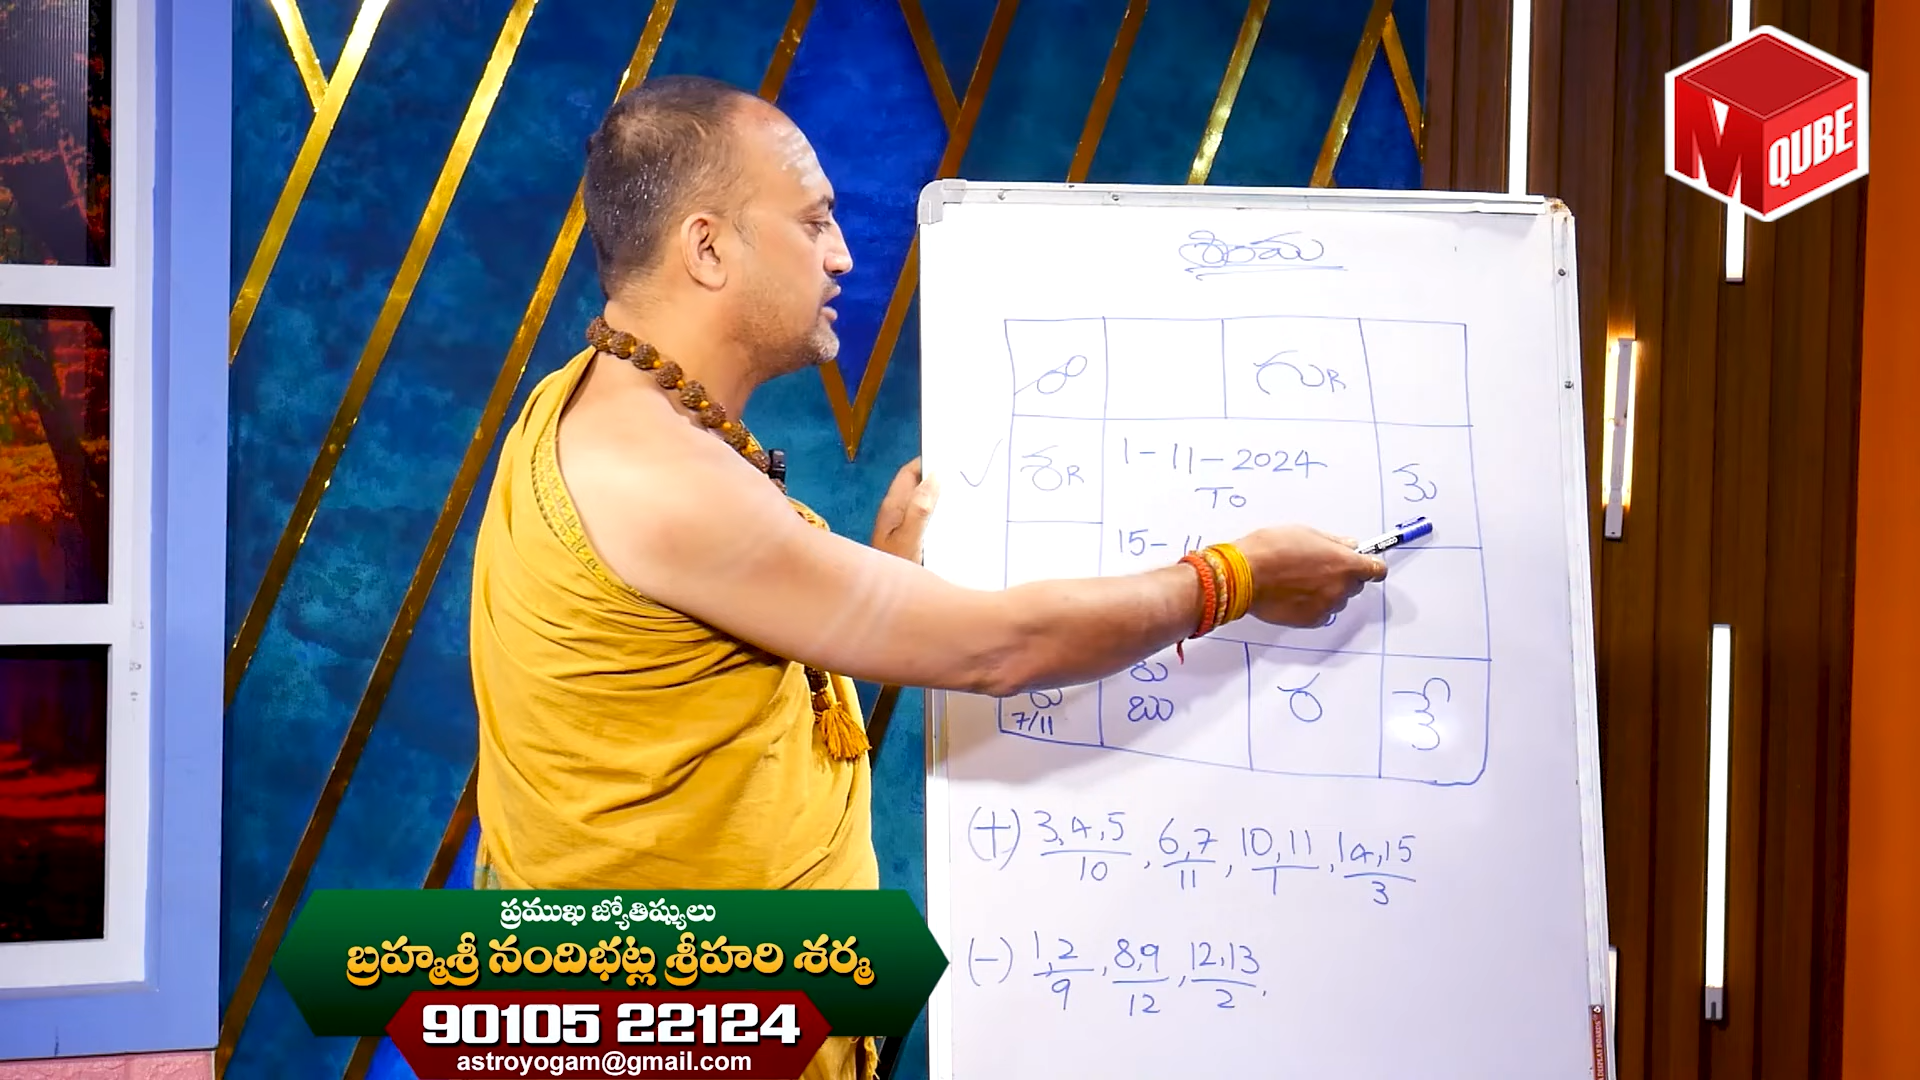 M QUBE
శ్రీరామ
రా
గుR
శR
1-11-2024
కు
To
15-11
శు
7/11
బు
ర
కే
(+) 3,4,5/10, 6,7/11, 10,11/1, 14,15/3
(-) 1,2/9, 8,9/12, 12,13/2.
ప్రముఖ జ్యోతిష్యులు
బ్రహ్మశ్రీ నందిభట్ల శ్రీహరి శర్మ
90105 22124
astroyogam@gmail.com